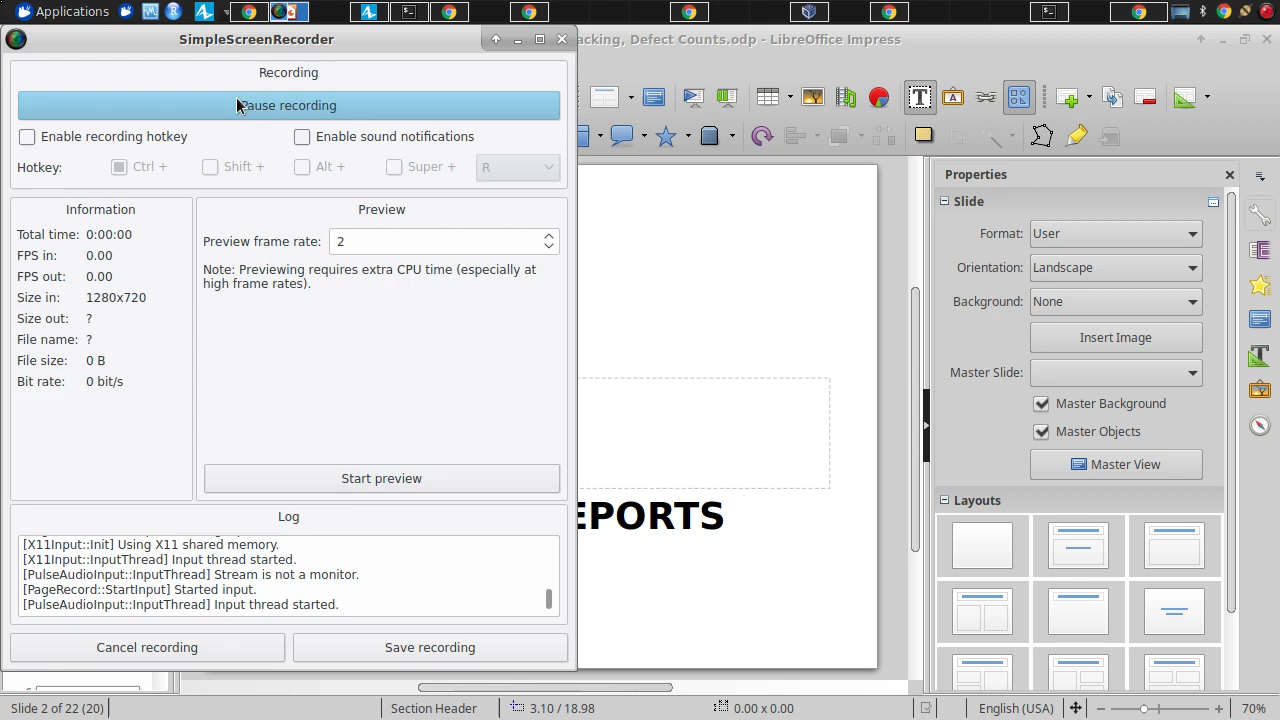 Applications
SimpleScreenRecorder
acking, Defect Counts.odp - LibreOffice Impress
Recording
Pause recording
Enable recording hotkey
Enable sound notifications
Hotkey:
Ctrl +
Shift +
Alt +
Super +
R
Information
Total time: 0:00:00
FPS in: 0.00
FPS out: 0.00
Size in: 1280x720
Size out: ?
File name: ?
File size: 0 B
Bit rate: 0 bit/s
Preview
Preview frame rate: 2
Note: Previewing requires extra CPU time (especially at
high frame rates).
Start preview
Log
[X11Input::Init] Using X11 shared memory.
[X11Input::InputThread] Input thread started.
[PulseAudioInput::InputThread] Stream is not a monitor.
[PageRecord::StartInput] Started input.
[PulseAudioInput::InputThread] Input thread started.
Cancel recording
Save recording
EPORTS
Properties
Slide
Format: User
Orientation: Landscape
Background: None
Insert Image
Master Slide:
Master Background
Master Objects
Master View
Layouts
Slide 2 of 22 (20)
Section Header
3.10 / 18.98
0.00 x 0.00
English (USA)
70%